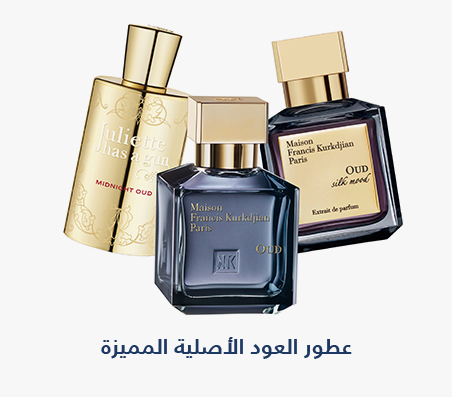 Juliette
has a gun
MIDNIGHT OUD
Maison
Francis Kurkdjian
Paris
OUD
Maison
Francis Kurkdjian
Paris
OUD
silk mood
Extrait de parfum
عطور العود الأصلية المميزة